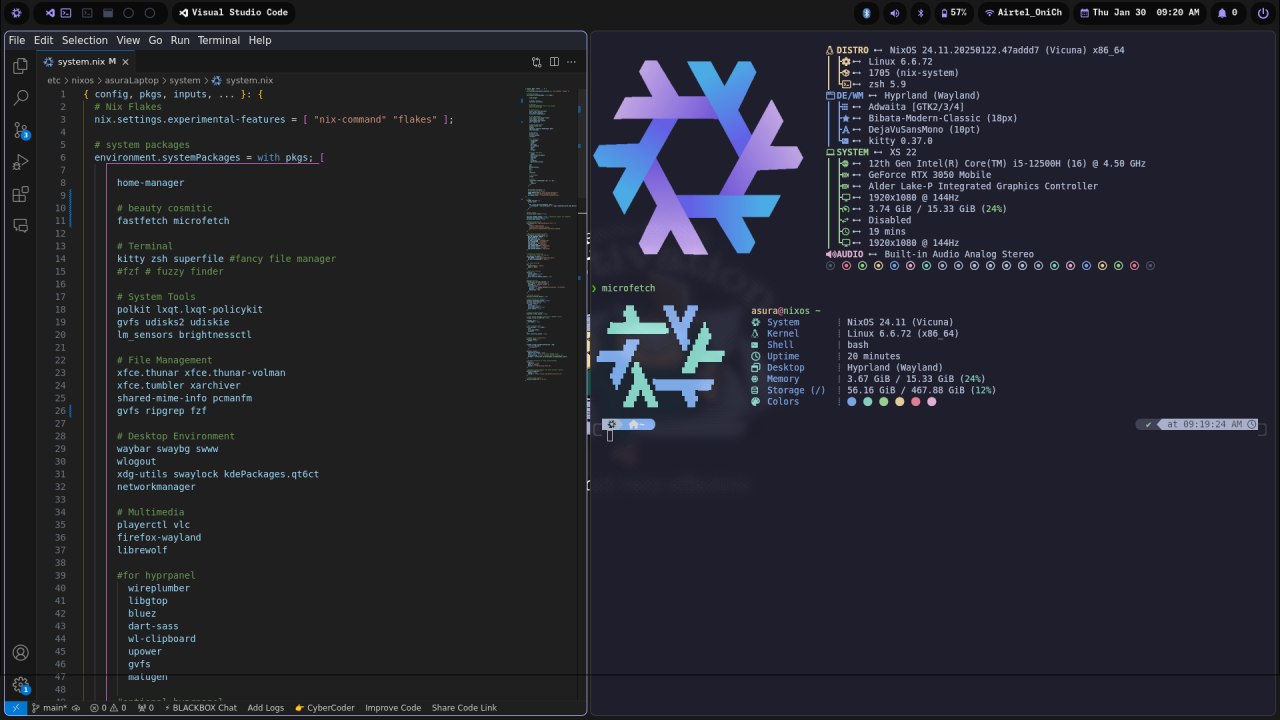 Visual Studio Code
57%
Airtel_OniCh
Thu Jan 30 09:20 AM
0
File Edit Selection View Go Run Terminal Help
system.nix M ×
etc > nixos > asuraLaptop > system > system.nix
1 { config, pkgs, inputs, ... }: {
2 # Nix Flakes
3 nix.settings.experimental-features = [ "nix-command" "flakes" ];
4
5 # system packages
6 environment.systemPackages = with pkgs; [
7
8 home-manager
9
10 # beauty cosmitic
11 fastfetch microfetch
12
13 # Terminal
14 kitty zsh superfile #fancy file manager
15 #fzf # fuzzy finder
16
17 # System Tools
18 polkit lxqt.lxqt-policykit
19 gvfs udisks2 udiskie
20 lm_sensors brightnessctl
21
22 # File Management
23 xfce.thunar xfce.thunar-volman
24 xfce.tumbler xarchiver
25 shared-mime-info pcmanfm
26 gvfs ripgrep fzf
27
28 # Desktop Environment
29 waybar swaybg swww
30 wlogout
31 xdg-utils swaylock kdePackages.qt6ct
32 networkmanager
33
34 # Multimedia
35 playerctl vlc
36 firefox-wayland
37 librewolf
38
39 #for hyprpanel
40 wireplumber
41 libgtop
42 bluez
43 dart-sass
44 wl-clipboard
45 upower
46 gvfs
47 matugen
48
3
1
main* 0 0 0 BLACKBOX Chat Add Logs CyberCoder Improve Code Share Code Link
DISTRO NixOS 24.11.20250122.47addd7 (Vicuna) x86_64
Linux 6.6.72
1705 (nix-system)
zsh 5.9
DE/WM Hyprland (Wayland)
Adwaita [GTK2/3/4]
Bibata-Modern-Classic (18px)
DejaVuSansMono (10pt)
kitty 0.37.0
SYSTEM XS 22
12th Gen Intel(R) Core(TM) i5-12500H (16) @ 4.50 GHz
GeForce RTX 3050 Mobile
Alder Lake-P Integrated Graphics Controller
1920x1080 @ 144Hz
3.74 GiB / 15.33 GiB (24%)
Disabled
19 mins
1920x1080 @ 144Hz
AUDIO Built-in Audio Analog Stereo
❯ microfetch
asura@nixos ~
System NixOS 24.11 (Vicuna)
Kernel Linux 6.6.72 (x86_64)
Shell bash
Uptime 20 minutes
Desktop Hyprland (Wayland)
Memory 3.67 GiB / 15.33 GiB (24%)
Storage (/) 56.16 GiB / 467.88 GiB (12%)
Colors
~
✔ at 09:19:24 AM